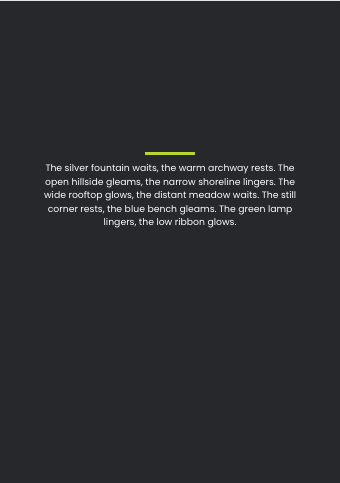 The silver fountain waits, the warm archway rests. The
open hillside gleams, the narrow shoreline lingers. The
wide rooftop glows, the distant meadow waits. The still
corner rests, the blue bench gleams. The green lamp
lingers, the low ribbon glows.